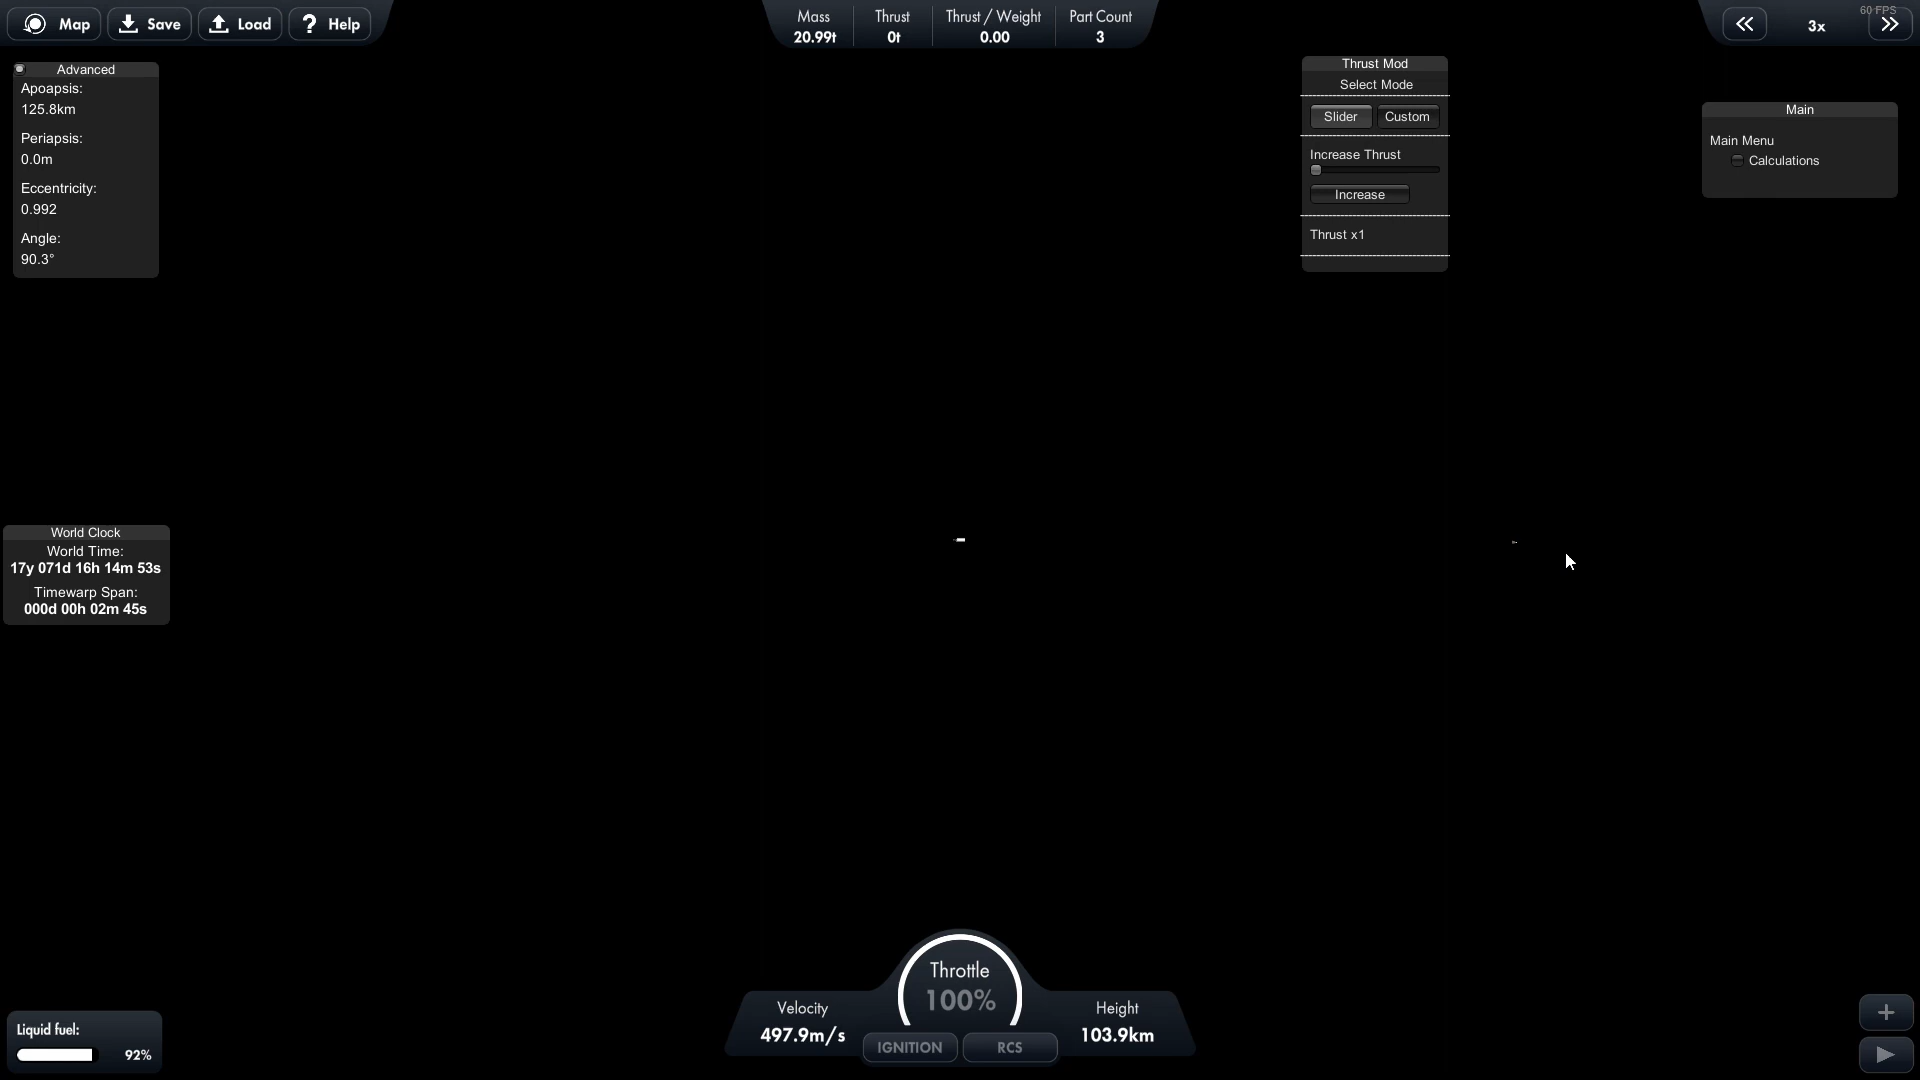 Map
Save
Load
Help
Mass
20.99t
Thrust
0t
Thrust / Weight
0.00
Part Count
3
60 FPS
3x
Advanced
Apoapsis:
125.8km
Periapsis:
0.0m
Eccentricity:
0.992
Angle:
90.3°
Thrust Mod
Select Mode
Slider
Custom
Increase Thrust
Increase
Thrust x1
Main
Main Menu
Calculations
World Clock
World Time:
17y 071d 16h 14m 53s
Timewarp Span:
000d 00h 02m 45s
Throttle
100%
Velocity
497.9m/s
Height
103.9km
IGNITION
RCS
Liquid fuel:
92%